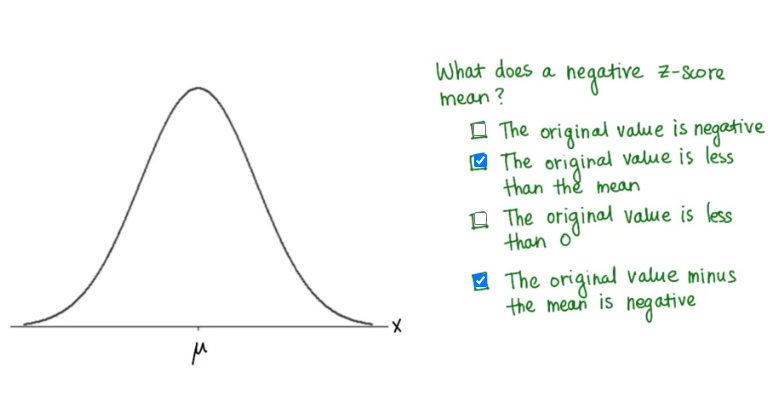 What does a negative z-score
mean?
The original value is negative
The original value is less
than the mean
The original value is less
than 0
The original value minus
the mean is negative
x
μ